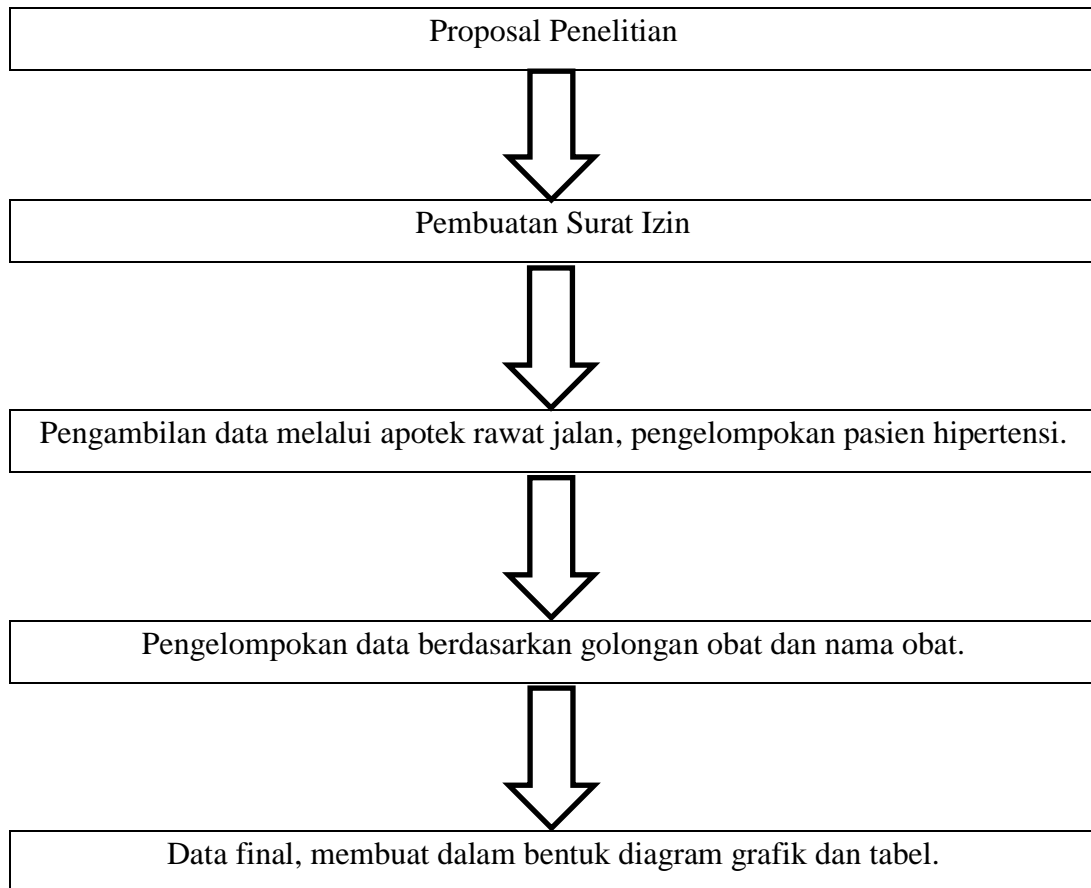 Proposal Penelitian
Pembuatan Surat Izin
Pengambilan data melalui apotek rawat jalan, pengelompokan pasien hipertensi.
Pengelompokan data berdasarkan golongan obat dan nama obat.
Data final, membuat dalam bentuk diagram grafik dan tabel.